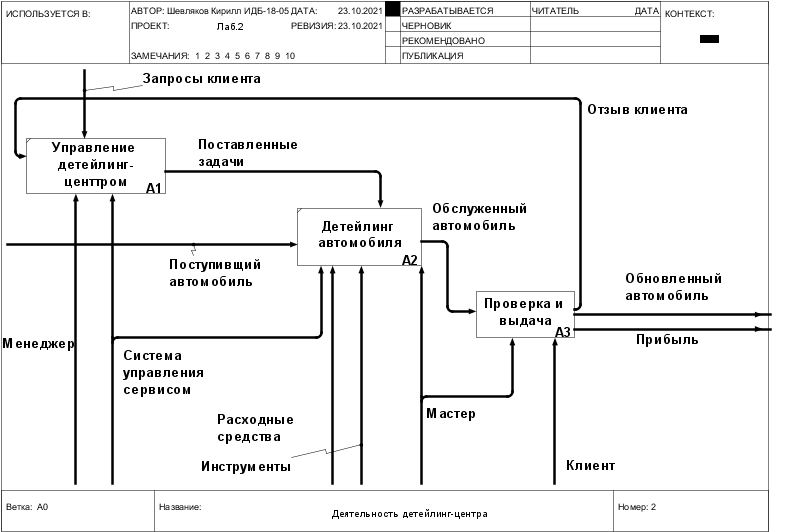 ИСПОЛЬЗУЕТСЯ В:
АВТОР: Шевляков Кирилл ИДБ-18-05 ДАТА: 23.10.2021
ПРОЕКТ: Лаб.2 РЕВИЗИЯ: 23.10.2021
ЗАМЕЧАНИЯ: 1 2 3 4 5 6 7 8 9 10
РАЗРАБАТЫВАЕТСЯ
ЧЕРНОВИК
РЕКОМЕНДОВАНО
ПУБЛИКАЦИЯ
ЧИТАТЕЛЬ ДАТА
КОНТЕКСТ:
Запросы клиента
Отзыв клиента
Управление
детейлинг-
центтром
A1
Поставленные
задачи
Детейлинг
автомобиля
A2
Обслуженный
автомобиль
Поступивщий
автомобиль
Проверка и
выдача
A3
Обновленный
автомобиль
Прибыль
Менеджер
Система
управления
сервисом
Расходные
средства
Инструменты
Мастер
Клиент
Ветка: A0
Название:
Деятельность детейлинг-центра
Номер: 2